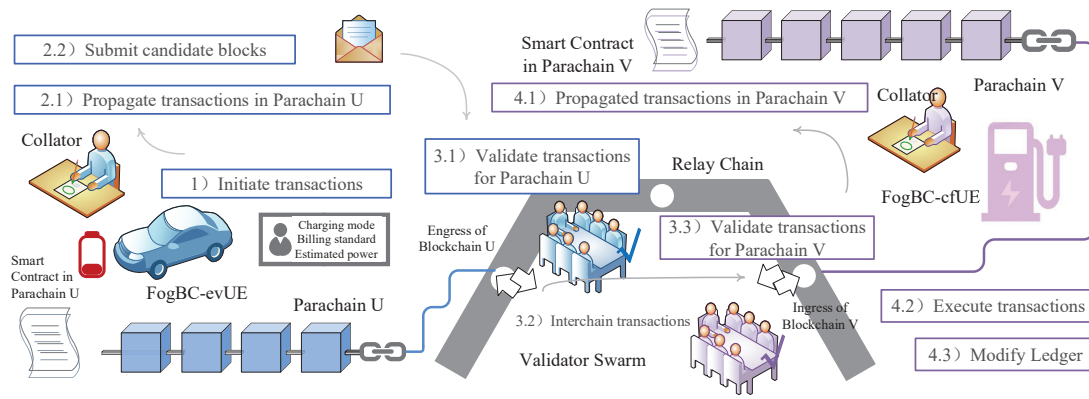 2.2）Submit candidate blocks
2.1）Propagate transactions in Parachain U
Collator
1）Initiate transactions
Charging mode
Billing standard
Estimated power
Smart Contract in
Parachain U
FogBC-evUE
Parachain U
Engress of
Blockchain U
3.1）Validate transactions
for Parachain U
Relay Chain
3.2）Interchain transactions
Validator Swarm
3.3）Validate transactions
for Parachain V
Ingress of
Blockchain V
Smart Contract
in Parachain V
Parachain V
4.1）Propagated transactions in Parachain V
Collator
FogBC-cfUE
4.2）Execute transactions
4.3）Modify Ledger